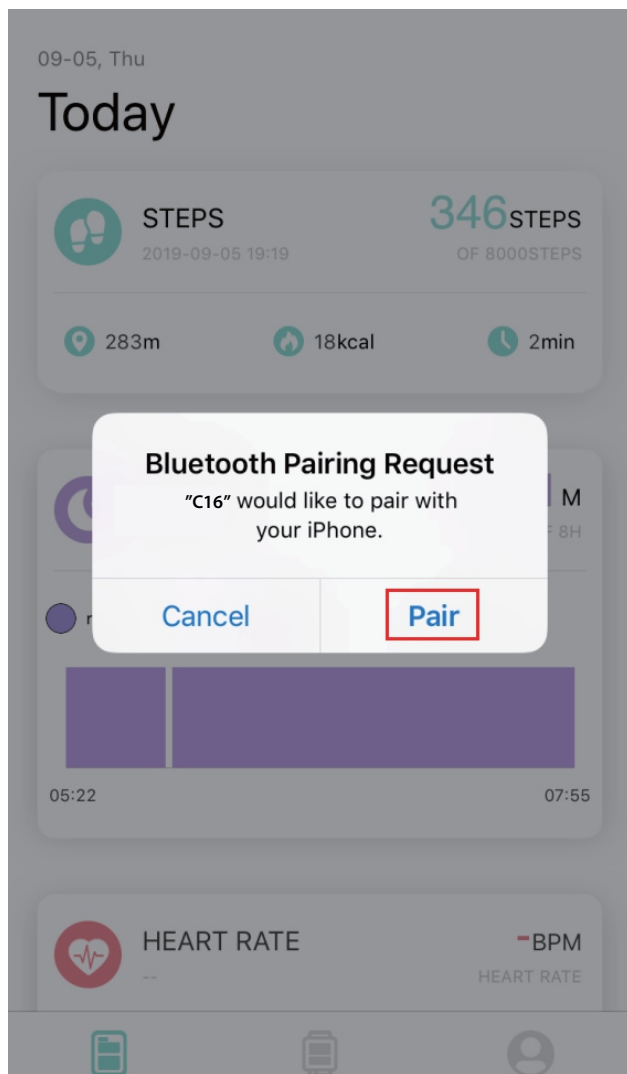 09-05, Thu
Today
STEPS
346STEPS
2019-09-05 19:19
OF 8000STEPS
283m
18kcal
2min
Bluetooth Pairing Request
"C16" would like to pair with
your iPhone.
M
8H
Cancel
Pair
05:22
07:55
HEART RATE
-BPM
--
HEART RATE